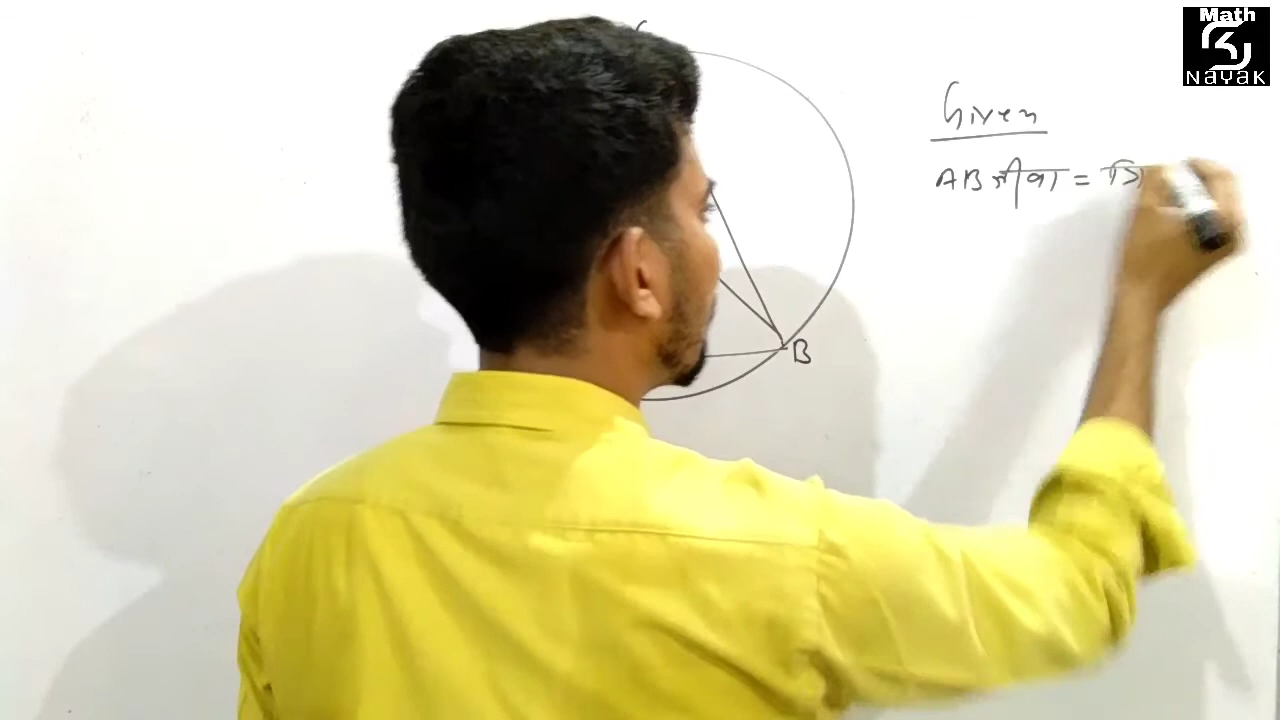 Math
NAYAK
Given
AB जीवा = त्रि
B